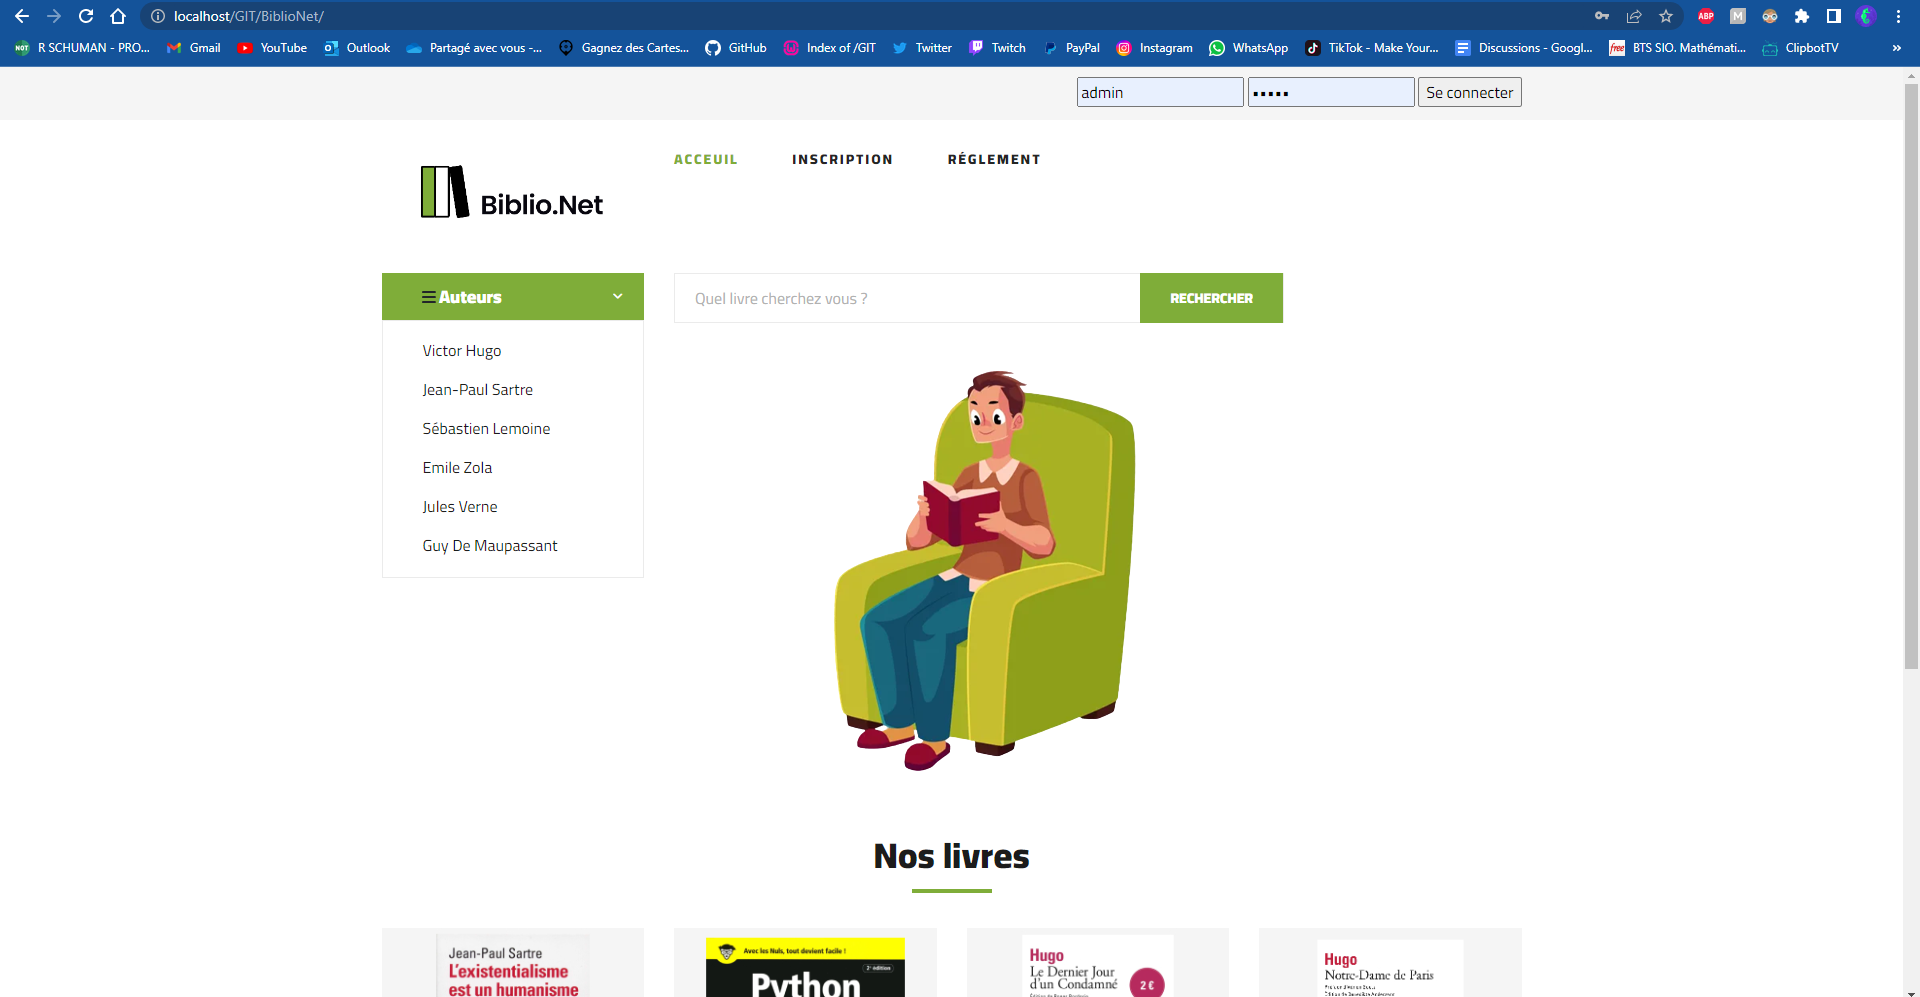 localhost/GIT/BiblioNet/
ABP M
NOT R SCHUMAN - PRO... Gmail YouTube Outlook Partagé avec vous -... Gagnez des Cartes... GitHub Index of /GIT Twitter Twitch PayPal Instagram WhatsApp TikTok - Make Your... Discussions - Googl... free BTS SIO. Mathémati... ClipbotTV »
admin ••••• Se connecter
ACCEUIL INSCRIPTION RÉGLEMENT
Biblio.Net
Auteurs
Quel livre cherchez vous ? RECHERCHER
Victor Hugo
Jean-Paul Sartre
Sébastien Lemoine
Emile Zola
Jules Verne
Guy De Maupassant
Nos livres
Jean-Paul Sartre
L'existentialisme
est un humanisme
Avec les Nuls, tout devient facile !
2e édition
Python
Hugo
Le Dernier Jour
d'un Condamné
2 €
Hugo
Notre-Dame de Paris